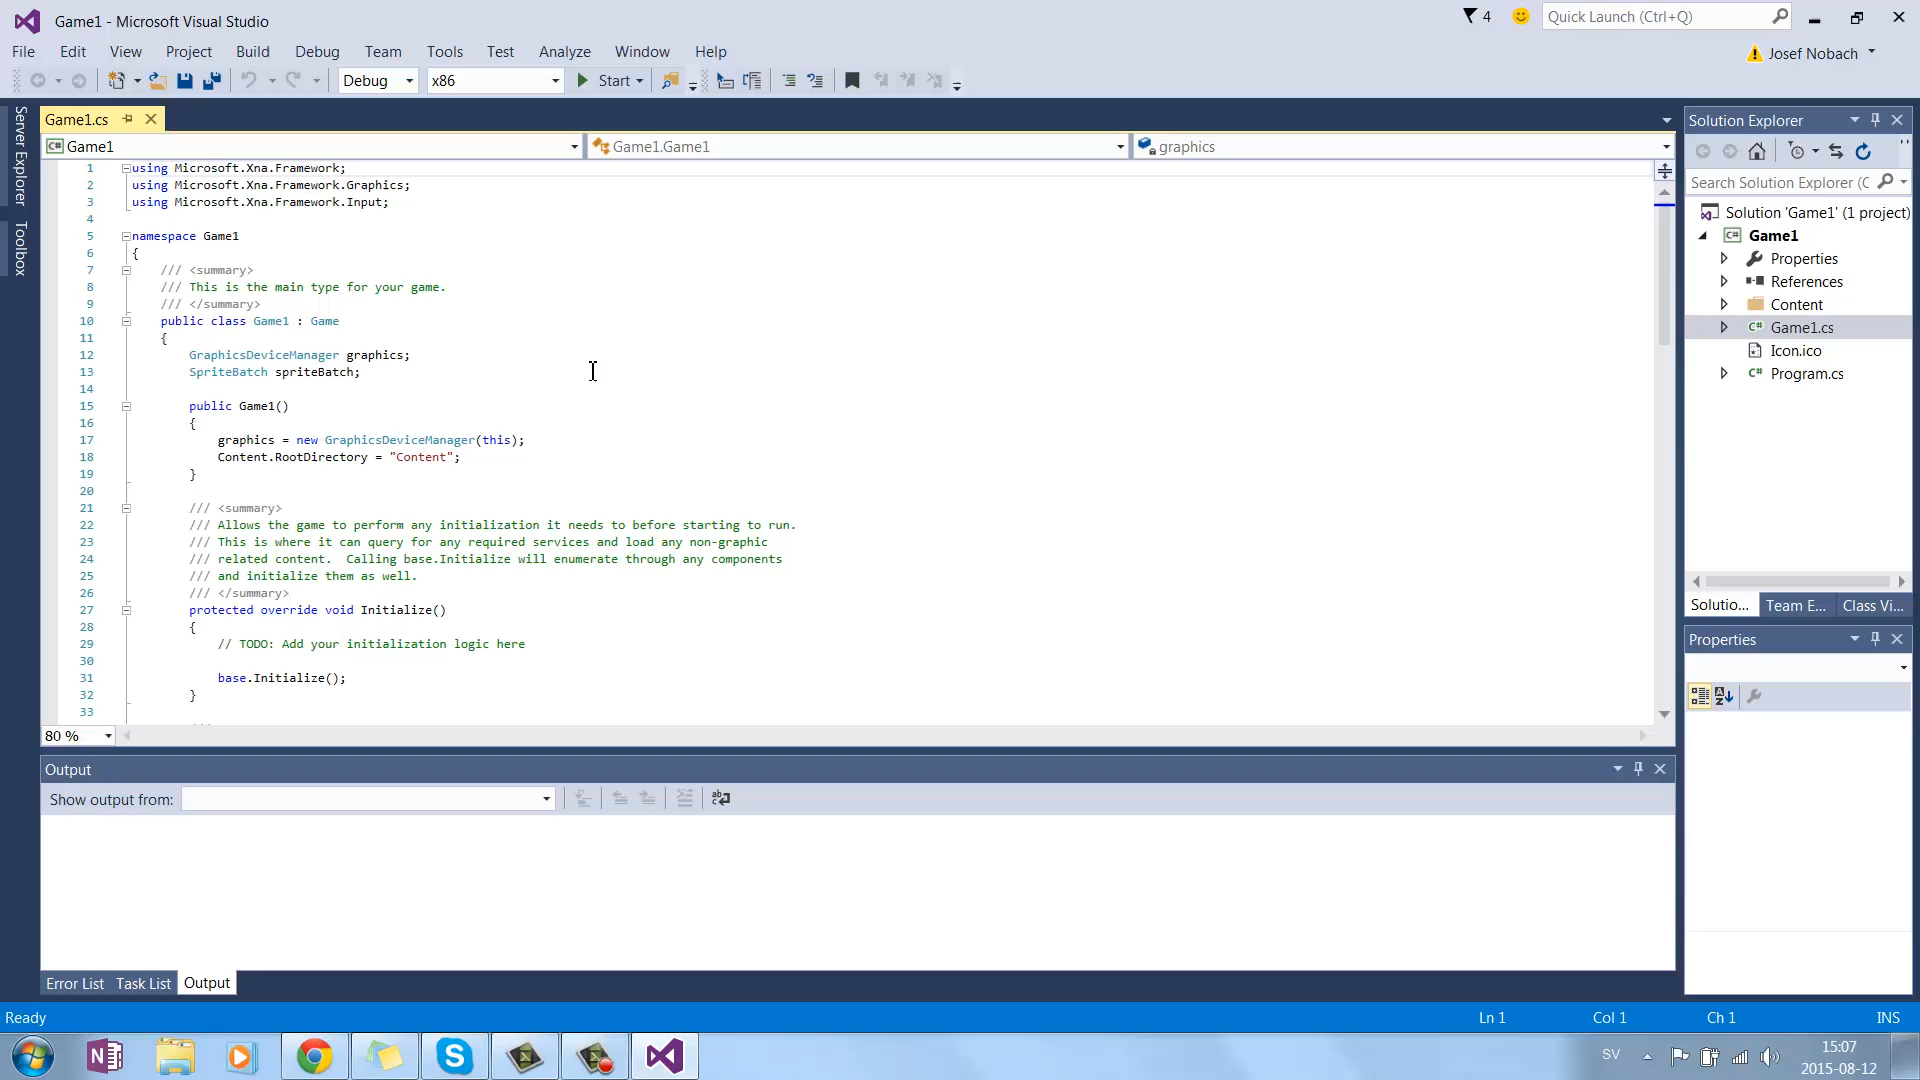 Game1 - Microsoft Visual Studio
4
Quick Launch (Ctrl+Q)
File Edit View Project Build Debug Team Tools Test Analyze Window Help
Josef Nobach
Debug x86 Start
Server Explorer
Toolbox
Game1.cs
Game1 Game1.Game1 graphics
1 using Microsoft.Xna.Framework;
2 using Microsoft.Xna.Framework.Graphics;
3 using Microsoft.Xna.Framework.Input;
4
5 namespace Game1
6 {
7 /// <summary>
8 /// This is the main type for your game.
9 /// </summary>
10 public class Game1 : Game
11 {
12 GraphicsDeviceManager graphics;
13 SpriteBatch spriteBatch;
14
15 public Game1()
16 {
17 graphics = new GraphicsDeviceManager(this);
18 Content.RootDirectory = "Content";
19 }
20
21 /// <summary>
22 /// Allows the game to perform any initialization it needs to before starting to run.
23 /// This is where it can query for any required services and load any non-graphic
24 /// related content.  Calling base.Initialize will enumerate through any components
25 /// and initialize them as well.
26 /// </summary>
27 protected override void Initialize()
28 {
29 // TODO: Add your initialization logic here
30
31 base.Initialize();
32 }
33
80 %
Output
Show output from:
Error List Task List Output
Solution Explorer
Search Solution Explorer (C
Solution 'Game1' (1 project)
C# Game1
Properties
References
Content
C# Game1.cs
Icon.ico
C# Program.cs
Solutio... Team E... Class Vi...
Properties
Ready Ln 1 Col 1 Ch 1 INS
SV
15:07
2015-08-12